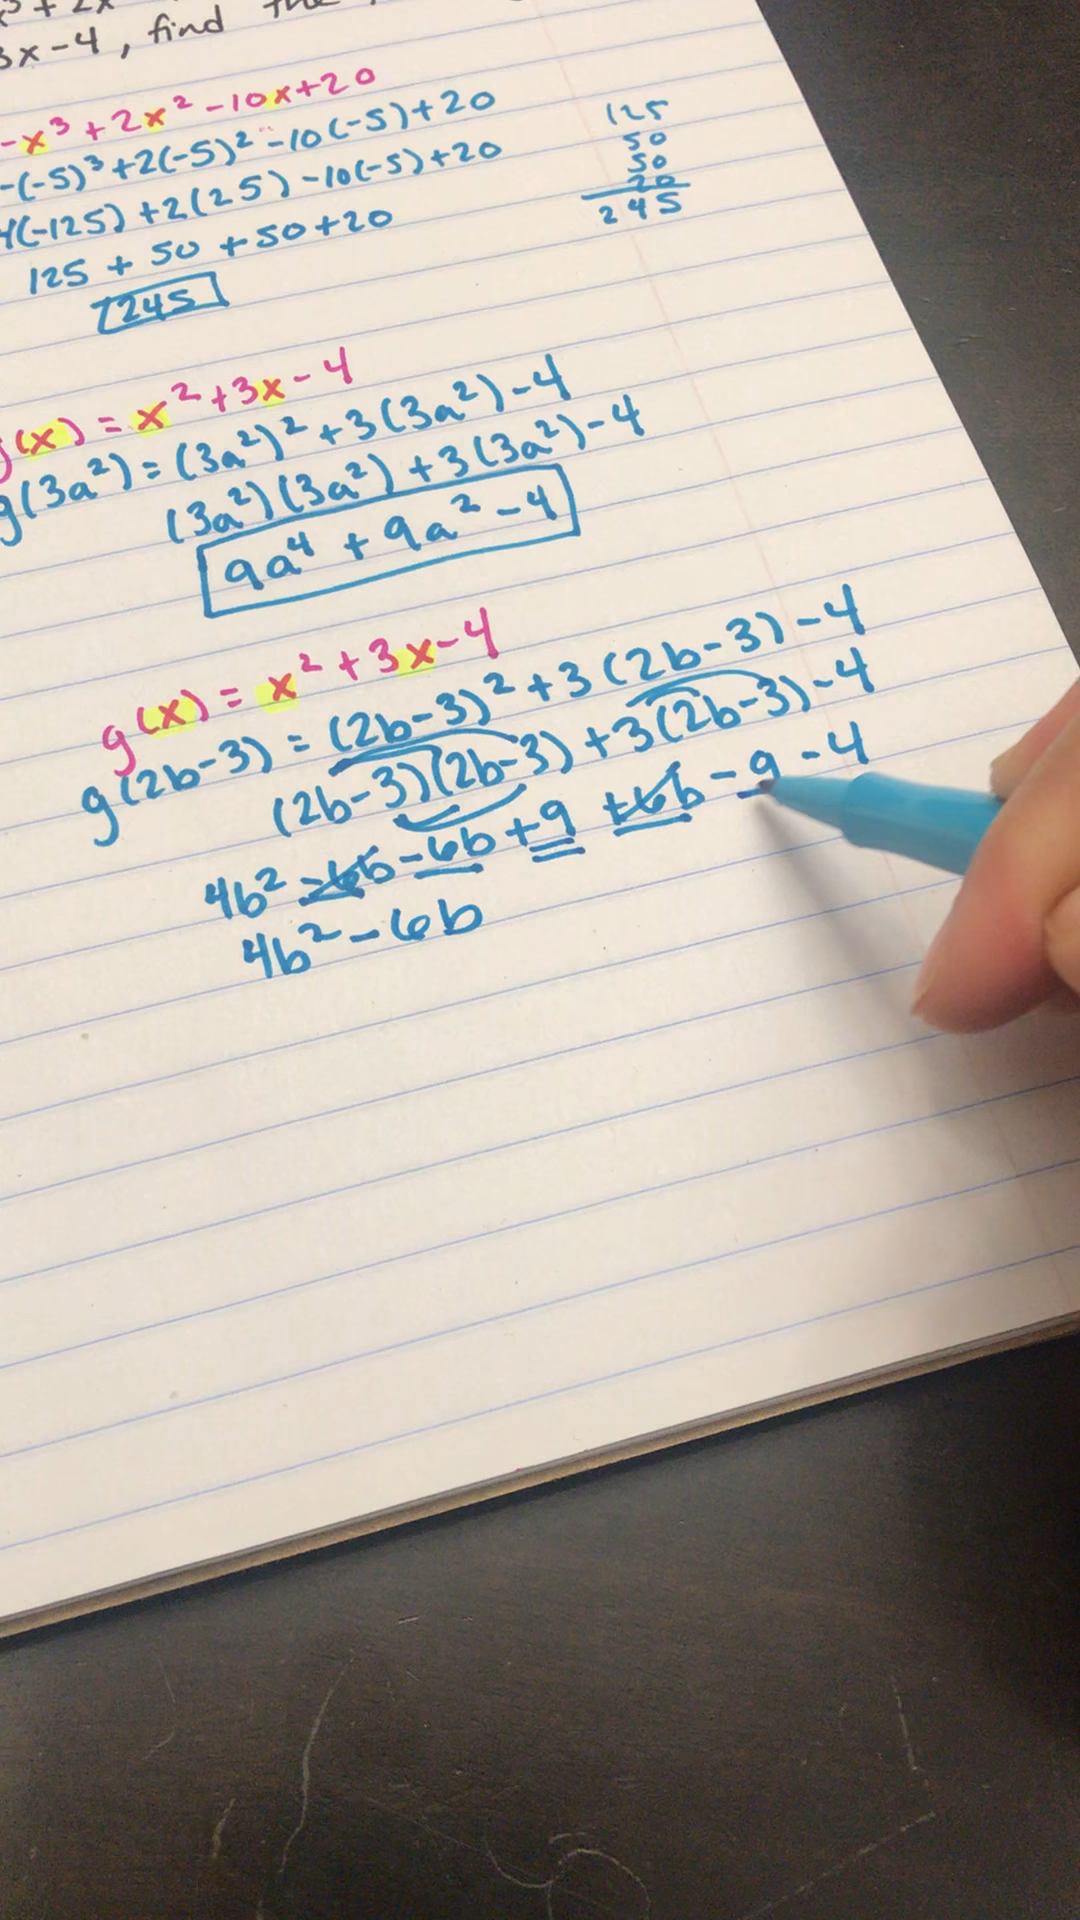 x³ + 2x
3x-4, find the
-x³ + 2x² - 10x + 20
-(-5)³ + 2(-5)² - 10(-5) + 20
(-125) + 2(25) - 10(-5) + 20
125 + 50 + 50 + 20
245
125
50
50
20
245
g(x) = x² + 3x - 4
g(3a²) = (3a²)² + 3(3a²) - 4
(3a²)(3a²) + 3(3a²) - 4
9a⁴ + 9a² - 4
g(x) = x² + 3x - 4
g(2b-3) = (2b-3)² + 3(2b-3) - 4
(2b-3)(2b-3) + 3(2b-3) - 4
4b² - 6b - 6b + 9 + 6b - 9 - 4
4b² - 6b